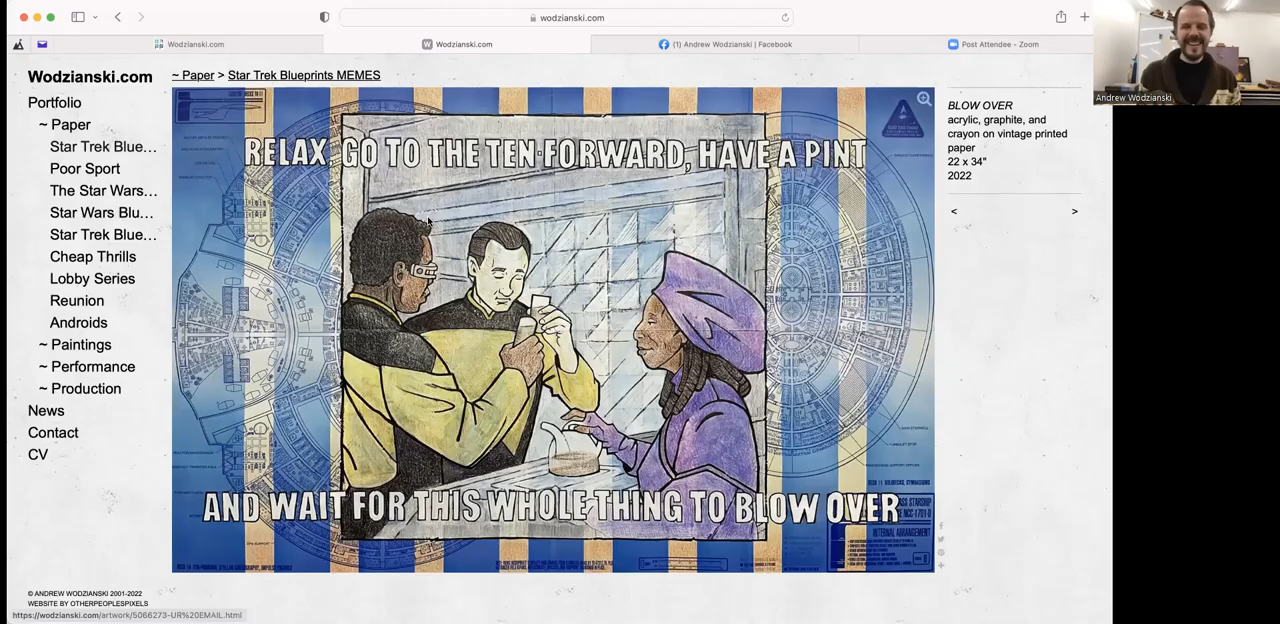 wodzianski.com
Wodzianski.com
Wodzianski.com
(1) Andrew Wodzianski | Facebook
Post Attendee - Zoom
Andrew Wodzianski
Wodzianski.com
Portfolio
~ Paper
Star Trek Blue...
Poor Sport
The Star Wars...
Star Wars Blu...
Star Trek Blue...
Cheap Thrills
Lobby Series
Reunion
Androids
~ Paintings
~ Performance
~ Production
News
Contact
CV
© ANDREW WODZIANSKI 2001-2022
WEBSITE BY OTHERPEOPLESPIXELS
https://wodzianski.com/artwork/5066273-UR%20EMAIL.html
~ Paper > Star Trek Blueprints MEMES
RELAX, GO TO THE TEN-FORWARD, HAVE A PINT
AND WAIT FOR THIS WHOLE THING TO BLOW OVER
INTERNAL ARRANGEMENT
BLOW OVER
acrylic, graphite, and
crayon on vintage printed
paper
22 x 34"
2022
< >